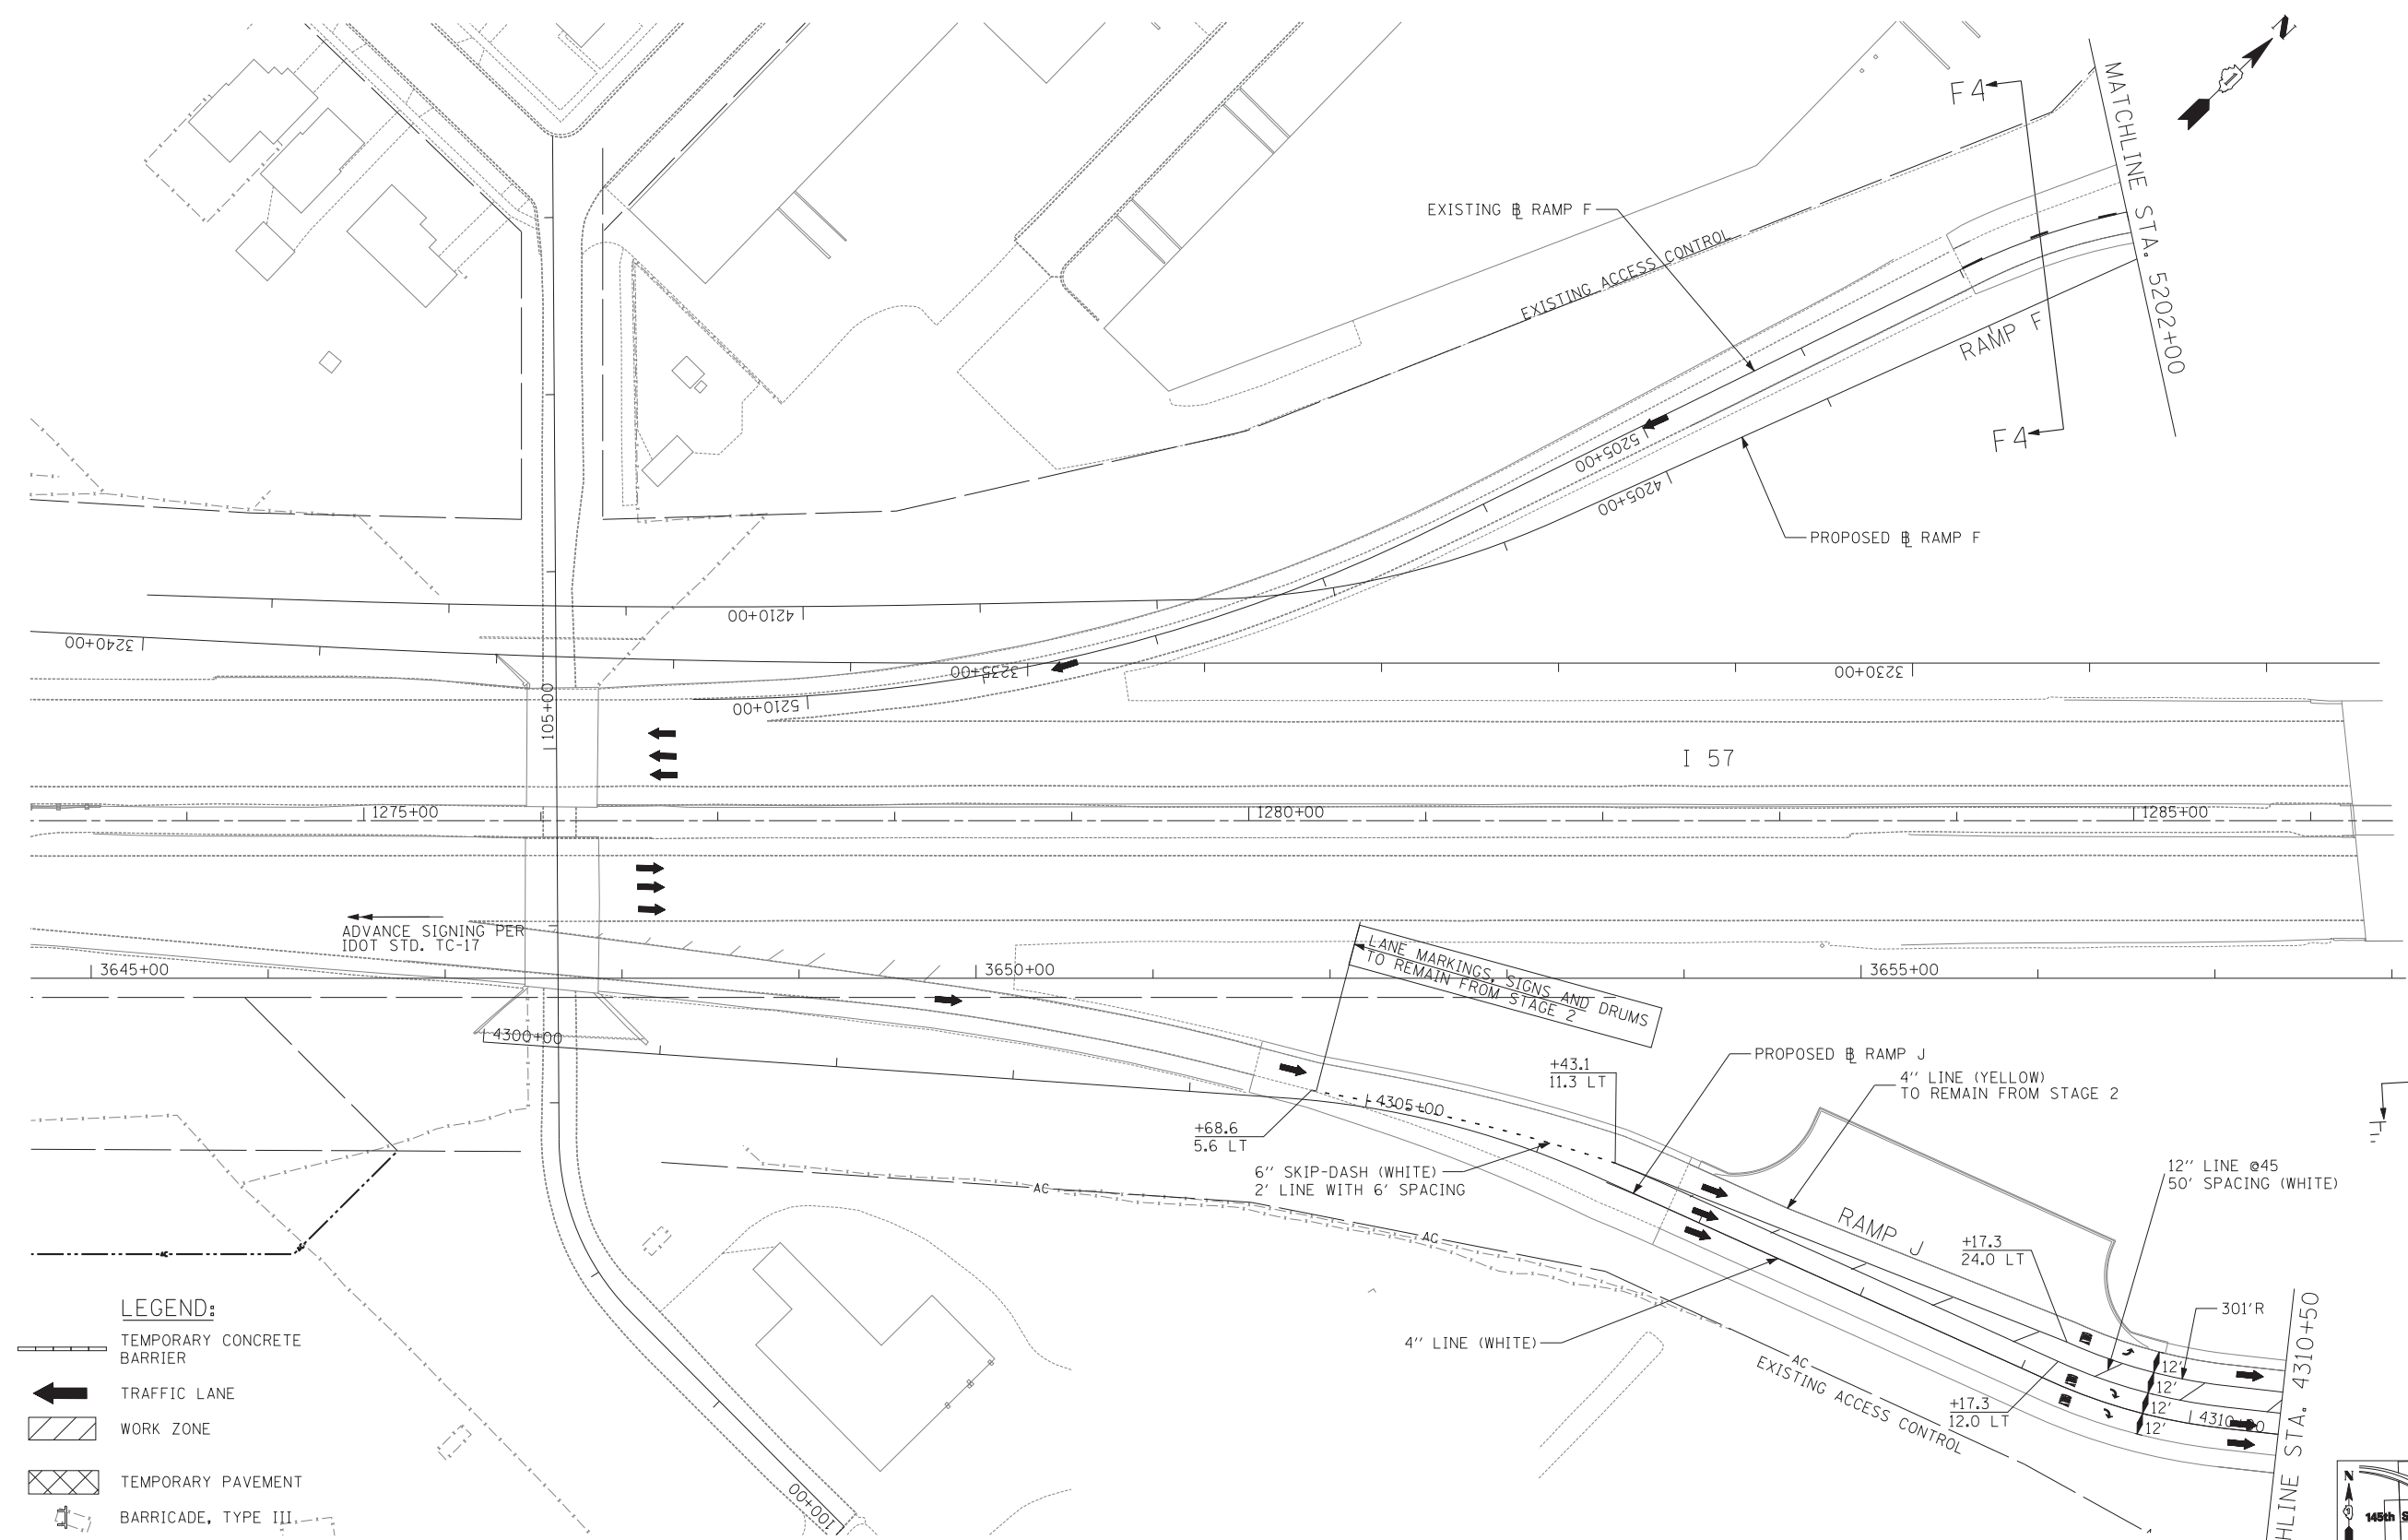 N
F4
MATCHLINE STA. 5202+00
EXISTING ⅊ RAMP F
EXISTING ACCESS CONTROL
RAMP F
F4
5205+00
4205+00
PROPOSED ⅊ RAMP F
4210+00
3240+00
3235+00
3230+00
5210+00
105+00
I 57
1275+00
1280+00
1285+00
ADVANCE SIGNING PER
IDOT STD. TC-17
LANE MARKINGS, SIGNS AND DRUMS
TO REMAIN FROM STAGE 2
3645+00
3650+00
3655+00
4300+00
4305+00
+43.1
11.3 LT
PROPOSED ⅊ RAMP J
4'' LINE (YELLOW)
TO REMAIN FROM STAGE 2
+68.6
5.6 LT
6'' SKIP-DASH (WHITE)
2' LINE WITH 6' SPACING
12'' LINE @45
50' SPACING (WHITE)
AC
AC
RAMP J
+17.3
24.0 LT
301'R
4'' LINE (WHITE)
AC
EXISTING ACCESS CONTROL
+17.3
12.0 LT
12'
12'
12'
12'
4310+00
HLINE STA. 4310+50
100+00
LEGEND:
TEMPORARY CONCRETE
BARRIER
TRAFFIC LANE
WORK ZONE
TEMPORARY PAVEMENT
BARRICADE, TYPE III
N
145th